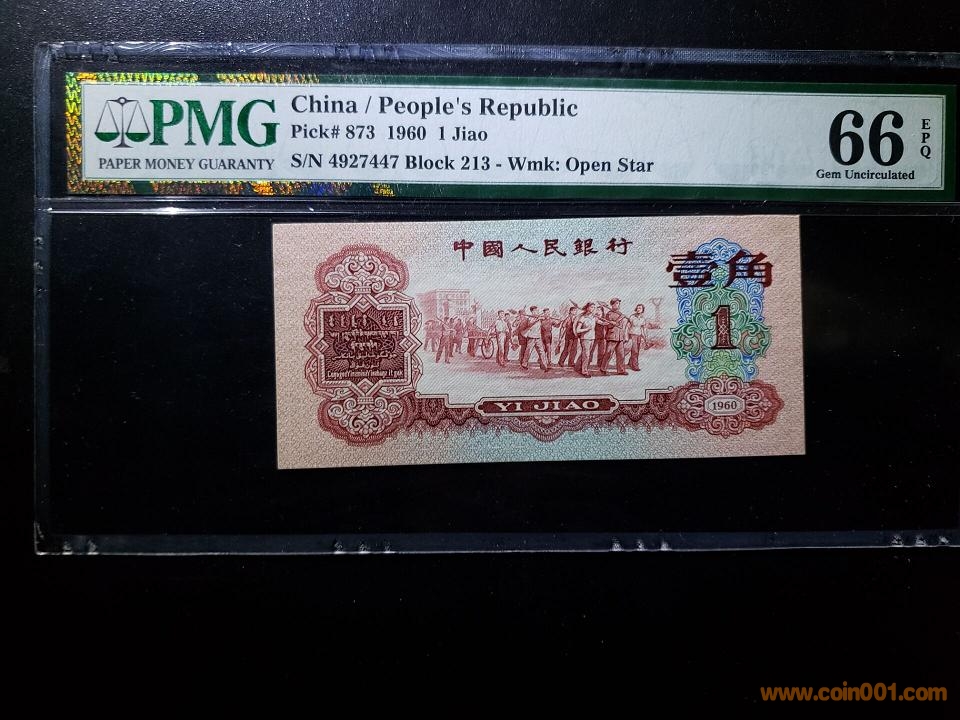 PMG
PAPER MONEY GUARANTY
China / People's Republic
Pick# 873 1960 1 Jiao
S/N 4927447 Block 213 - Wmk: Open Star
66
EPQ
Gem Uncirculated
中國人民銀行
壹角
1
YI JIAO
1960
www.coin001.com